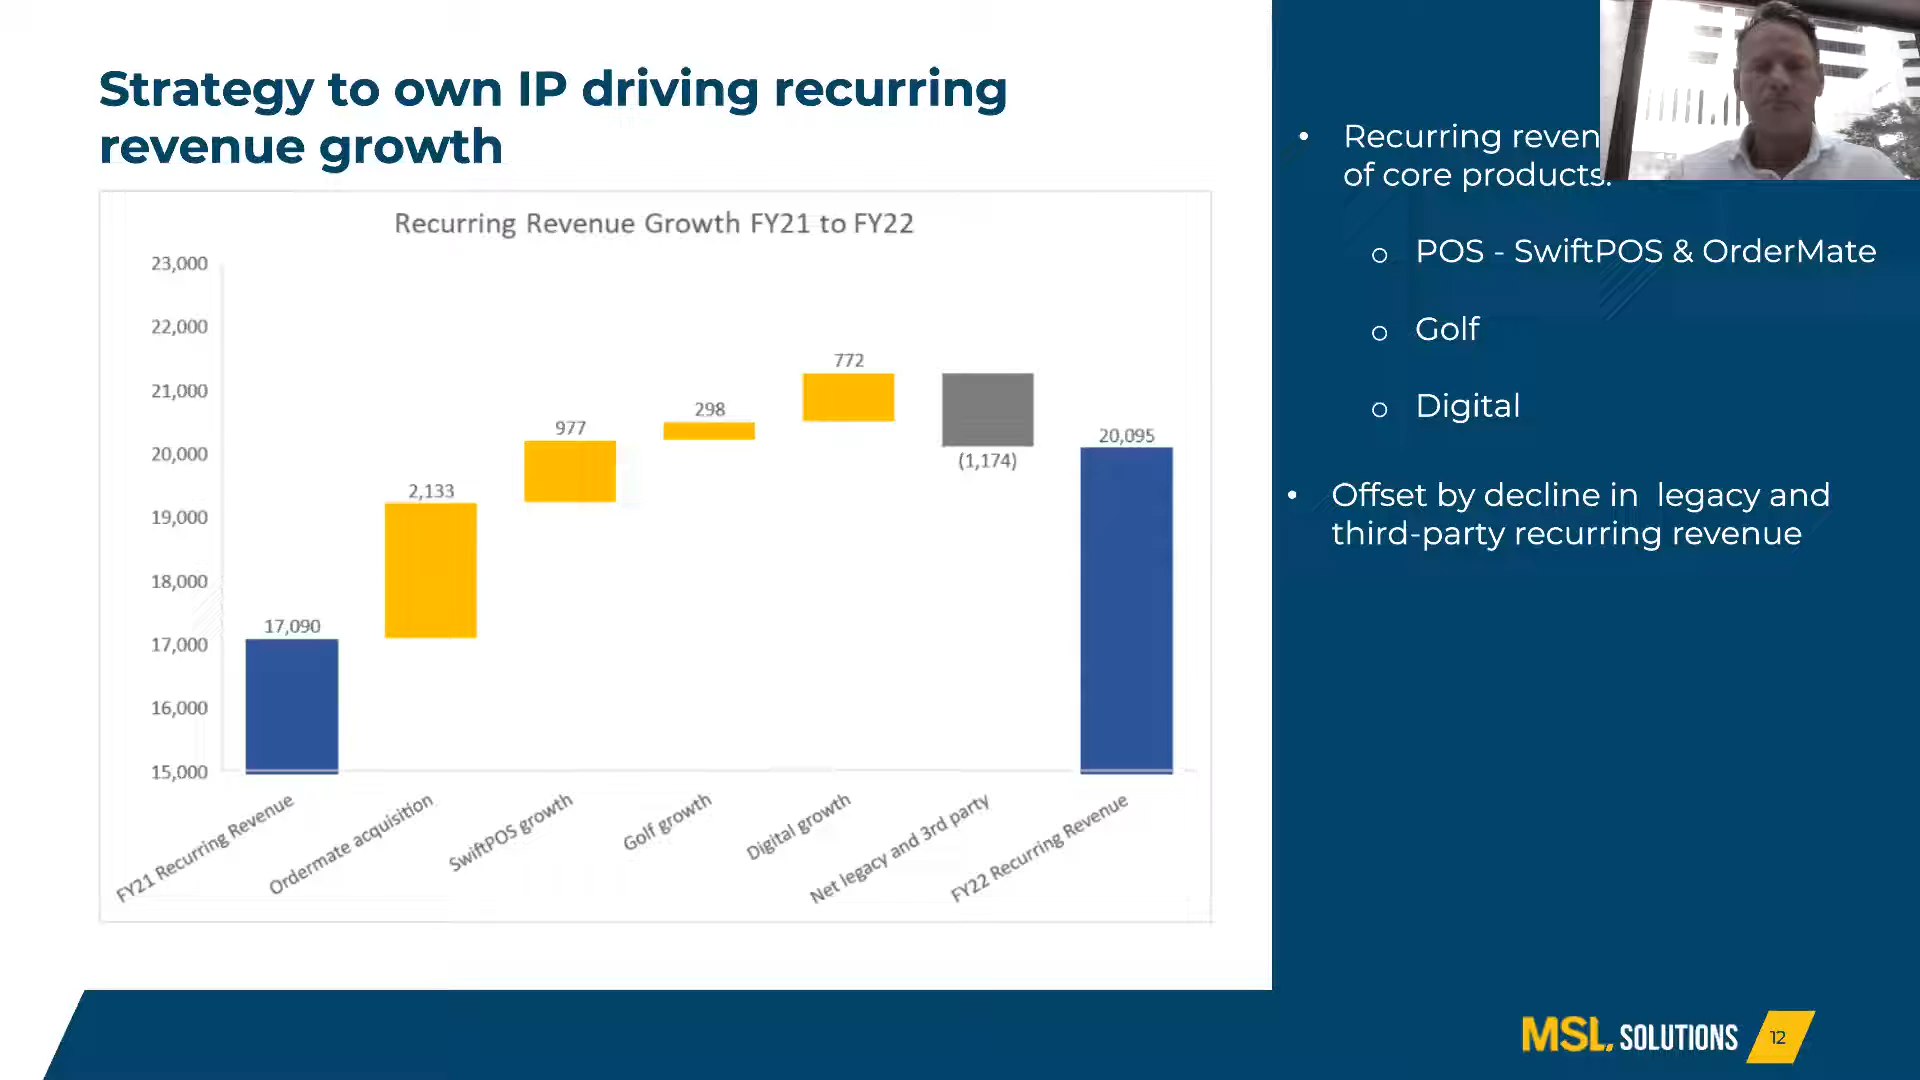 Strategy to own IP driving recurring
revenue growth
Recurring Revenue Growth FY21 to FY22
23,000
22,000
21,000
20,000
19,000
18,000
17,000
16,000
15,000
17,090
2,133
977
298
772
(1,174)
20,095
FY21 Recurring Revenue
Ordermate acquisition
SwiftPOS growth
Golf growth
Digital growth
Net legacy and 3rd party
FY22 Recurring Revenue
• Recurring
of core products.
o POS - SwiftPOS & OrderMate
o Golf
o Digital
• Offset by decline in legacy and
third-party recurring revenue
MSL SOLUTIONS
12